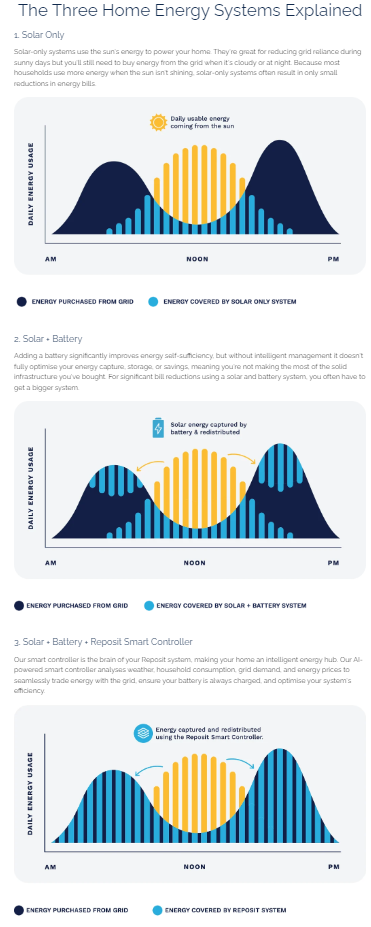 The Three Home Energy Systems Explained
1. Solar Only
Solar-only systems use the sun's energy to power your home. They're great for reducing grid reliance during
sunny days but you'll still need to buy energy from the grid when it's cloudy or at night. Because most
households use more energy when the sun isn't shining, solar-only systems often result in only small
reductions in energy bills.
Daily usable energy
coming from the sun
DAILY ENERGY USAGE
AM NOON PM
ENERGY PURCHASED FROM GRID ENERGY COVERED BY SOLAR ONLY SYSTEM
2. Solar + Battery
Adding a battery significantly improves energy self-sufficiency, but without intelligent management it doesn't
fully optimise your energy capture, storage, or savings, meaning you're not making the most of the solid
infrastructure you've bought. For significant bill reductions using a solar and battery system, you often have to
get a bigger system.
Solar energy captured by
battery & redistributed
DAILY ENERGY USAGE
AM NOON PM
ENERGY PURCHASED FROM GRID ENERGY COVERED BY SOLAR + BATTERY SYSTEM
3. Solar + Battery + Reposit Smart Controller
Our smart controller is the brain of your Reposit system, making your home an intelligent energy hub. Our AI-
powered smart controller analyses weather, household consumption, grid demand, and energy prices to
seamlessly trade energy with the grid, ensure your battery is always charged, and optimise your system's
efficiency.
Energy captured and redistributed
using the Reposit Smart Controller.
DAILY ENERGY USAGE
AM NOON PM
ENERGY PURCHASED FROM GRID ENERGY COVERED BY REPOSIT SYSTEM